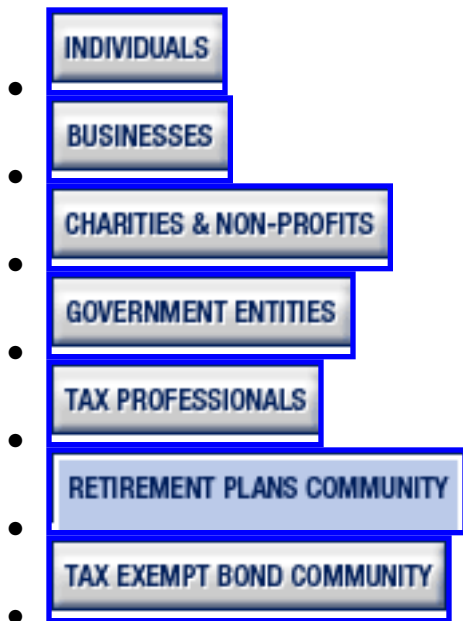 INDIVIDUALS
BUSINESSES
CHARITIES & NON-PROFITS
GOVERNMENT ENTITIES
TAX PROFESSIONALS
RETIREMENT PLANS COMMUNITY
TAX EXEMPT BOND COMMUNITY